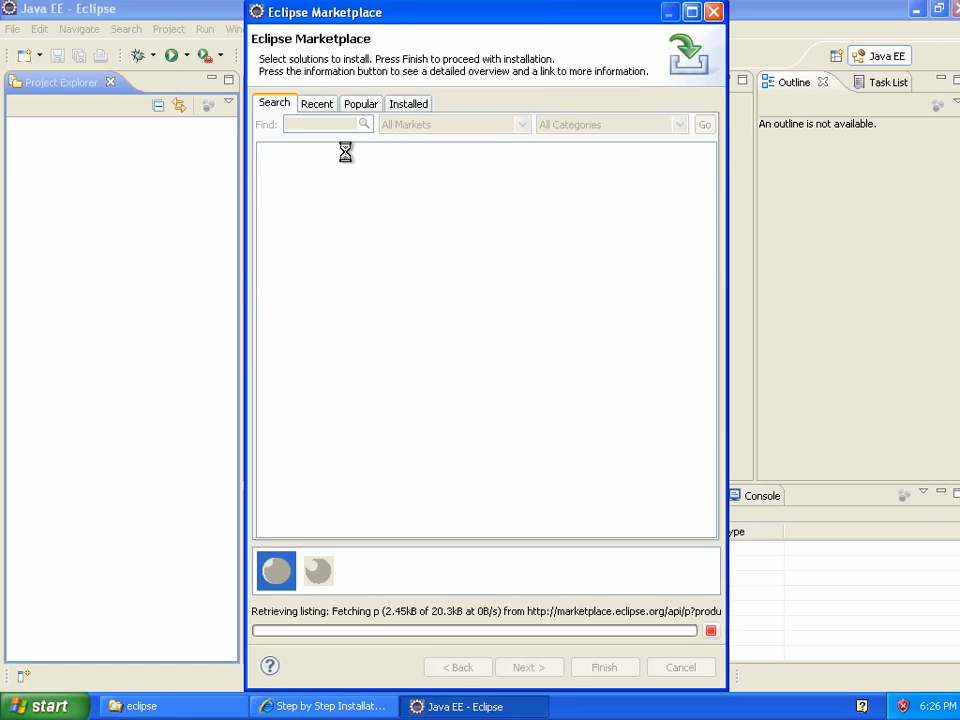 Java EE - Eclipse
Eclipse Marketplace
File Edit Navigate Search Project Run
Eclipse Marketplace
Select solutions to install. Press Finish to proceed with installation.
Press the information button to see a detailed overview and a link to more information.
Java EE
Project Explorer
Outline
Task List
Search Recent Popular Installed
Find:
All Markets
All Categories
Go
An outline is not available.
Console
ype
Retrieving listing: Fetching p (2.45kB of 20.3kB at 0B/s) from http://marketplace.eclipse.org/api/p?produ
< Back
Next >
Finish
Cancel
start
eclipse
Step by Step Installat...
Java EE - Eclipse
6:26 PM